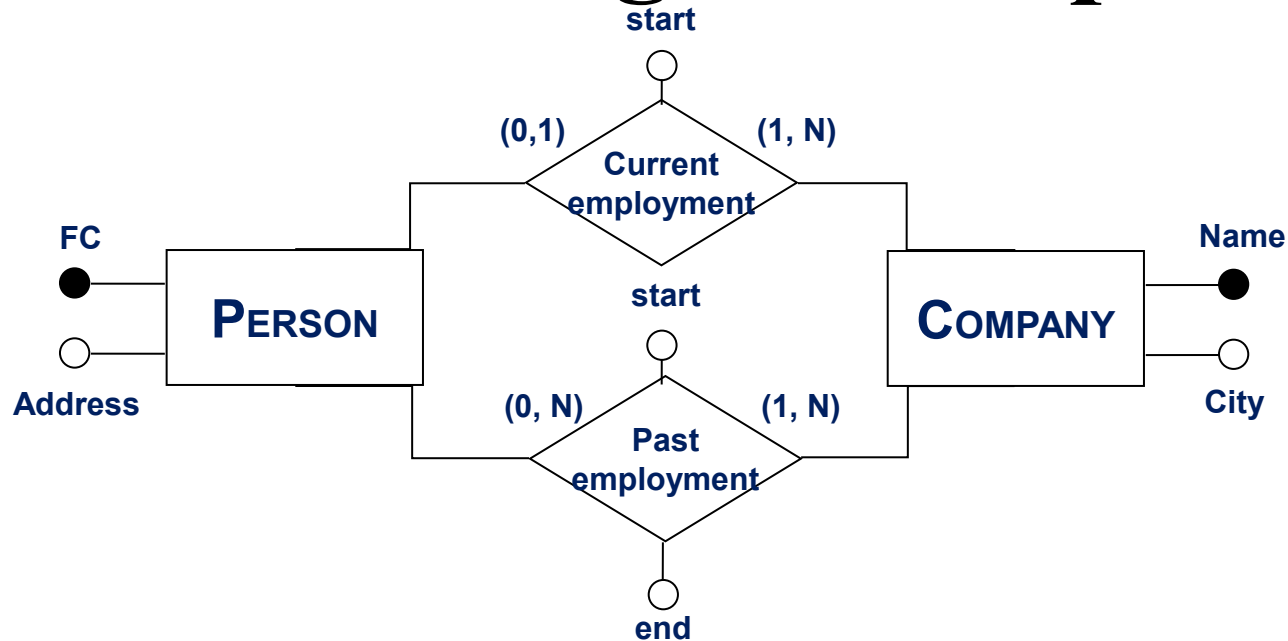 start
(0,1)
(1, N)
Current
employment
FC
Name
PERSON
COMPANY
start
Address
City
(0, N)
(1, N)
Past
employment
end